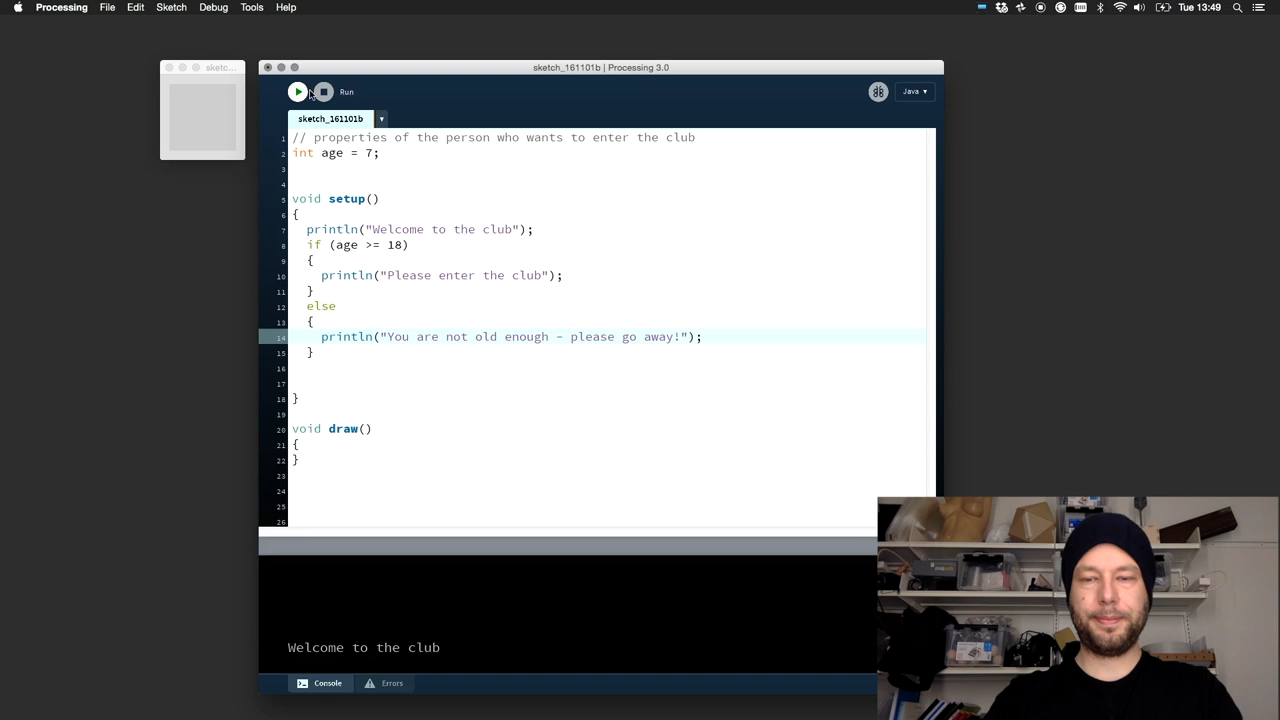 Processing File Edit Sketch Debug Tools Help Tue 13:49
sketc...
sketch_161101b | Processing 3.0
Run
Java ▾
sketch_161101b
1 // properties of the person who wants to enter the club
2 int age = 7;
3
4
5 void setup()
6 {
7 println("Welcome to the club");
8 if (age >= 18)
9 {
10 println("Please enter the club");
11 }
12 else
13 {
14 println("You are not old enough - please go away!");
15 }
16
17
18 }
19
20 void draw()
21 {
22 }
23
24
25
26
Welcome to the club
Console Errors